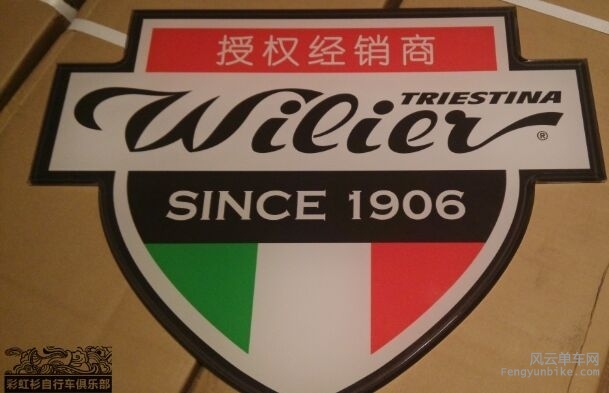 授权经销商
TRIESTINA
Wilier®
SINCE 1906
彩虹衫自行车俱乐部
风云单车网
Fengyunbike.com